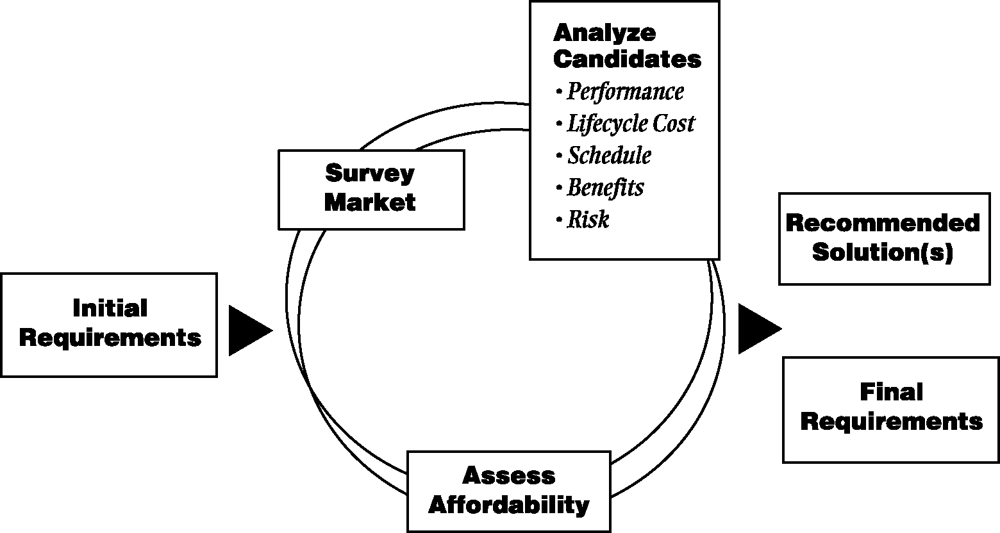 Initial
Requirements
Survey
Market
Analyze
Candidates
• Performance
• Lifecycle Cost
• Schedule
• Benefits
• Risk
Assess
Affordability
Recommended
Solution(s)
Final
Requirements